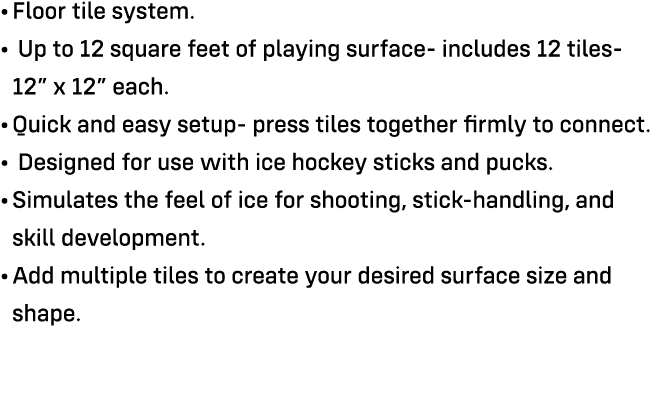 • Floor tile system.
• Up to 12 square feet of playing surface- includes 12 tiles-
12” x 12” each.
• Quick and easy setup- press tiles together firmly to connect.
• Designed for use with ice hockey sticks and pucks.
• Simulates the feel of ice for shooting, stick-handling, and
skill development.
• Add multiple tiles to create your desired surface size and
shape.